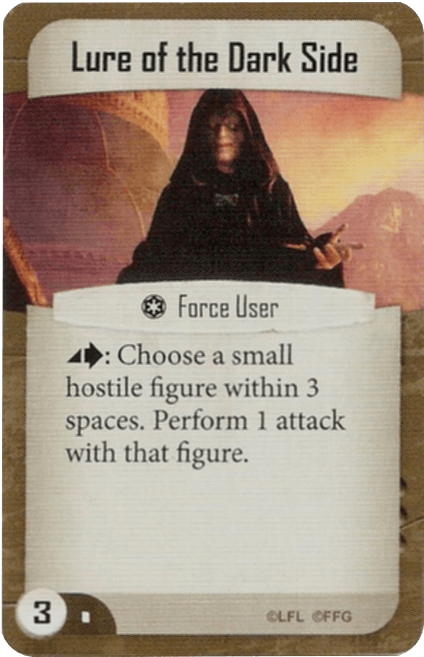 Lure of the Dark Side
Force User
: Choose a small
hostile figure within 3
spaces. Perform 1 attack
with that figure.
3
©LFL ©FFG